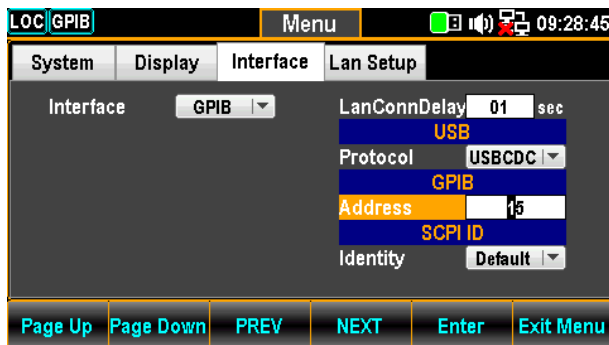 LOC GPIB Menu 09:28:45
System Display Interface Lan Setup
Interface GPIB LanConnDelay 01 sec
USB
Protocol USBCDC
GPIB
Address 15
SCPI ID
Identity Default
Page Up Page Down PREV NEXT Enter Exit Menu